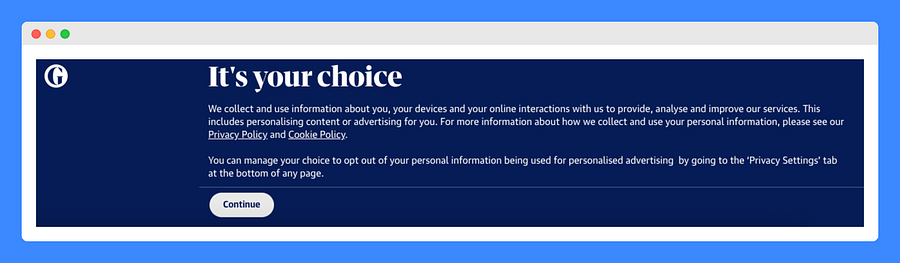 It's your choice
We collect and use information about you, your devices and your online interactions with us to provide, analyse and improve our services. This
includes personalising content or advertising for you. For more information about how we collect and use your personal information, please see our
Privacy Policy and Cookie Policy.
You can manage your choice to opt out of your personal information being used for personalised advertising  by going to the 'Privacy Settings' tab
at the bottom of any page.
Continue